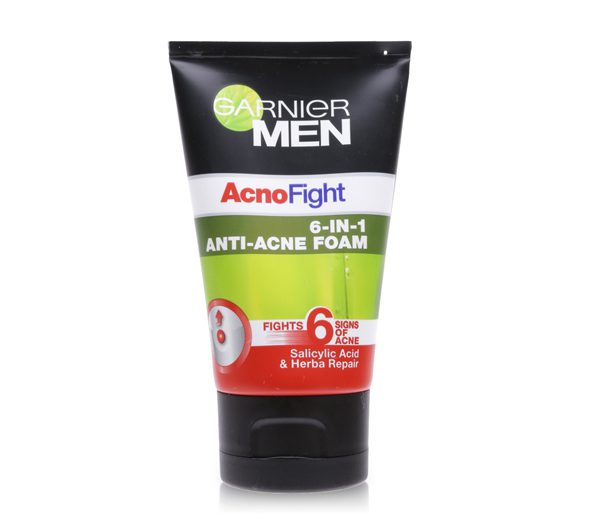 GARNIER
MEN
AcnoFight
6-IN-1
ANTI-ACNE FOAM
FIGHTS 6 SIGNS
OF
ACNE
Salicylic Acid
& Herba Repair